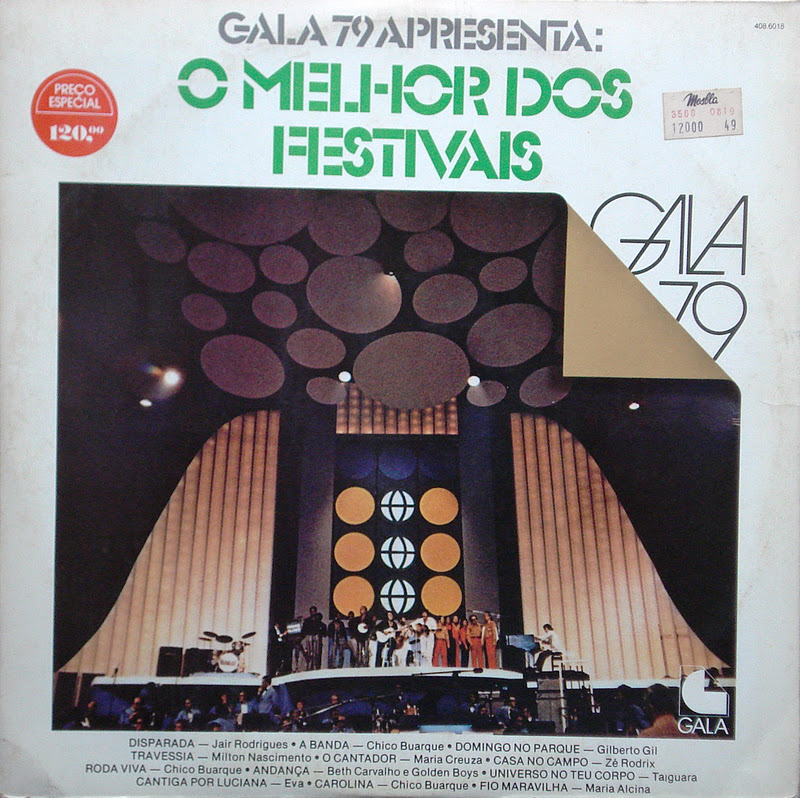 GALA 79 APRESENTA:
408.6018
O MELHOR DOS
FESTIVAIS
PREÇO
ESPECIAL
120,00
Mesbla
3500 0819
12000 49
GALA
79
GALA
DISPARADA — Jair Rodrigues • A BANDA — Chico Buarque • DOMINGO NO PARQUE — Gilberto Gil
TRAVESSIA — Milton Nascimento • O CANTADOR — Maria Creuza • CASA NO CAMPO — Zé Rodrix
RODA VIVA — Chico Buarque • ANDANÇA — Beth Carvalho e Golden Boys • UNIVERSO NO TEU CORPO — Taiguara
CANTIGA POR LUCIANA — Eva • CAROLINA — Chico Buarque • FIO MARAVILHA — Maria Alcina